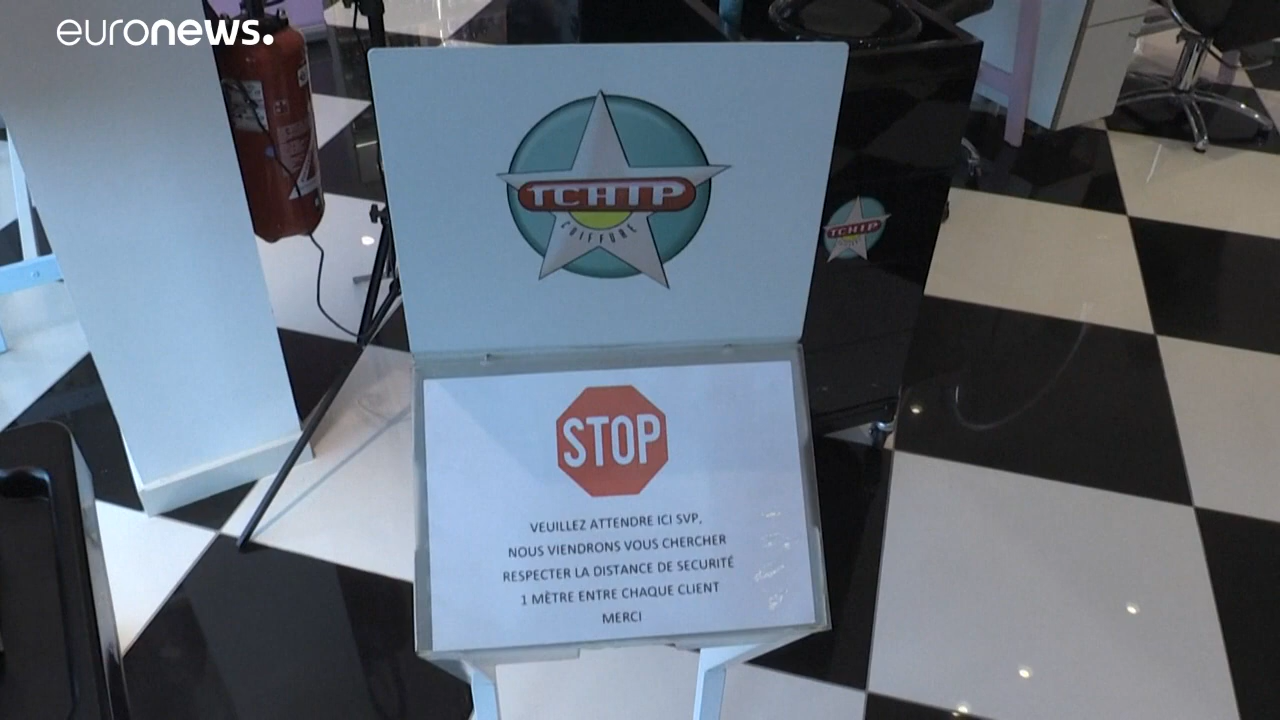 euronews.
TCHIP
COIFFURE
TCHIP
STOP
VEUILLEZ ATTENDRE ICI SVP,
NOUS VIENDRONS VOUS CHERCHER
RESPECTER LA DISTANCE DE SECURITÉ
1 MÈTRE ENTRE CHAQUE CLIENT
MERCI